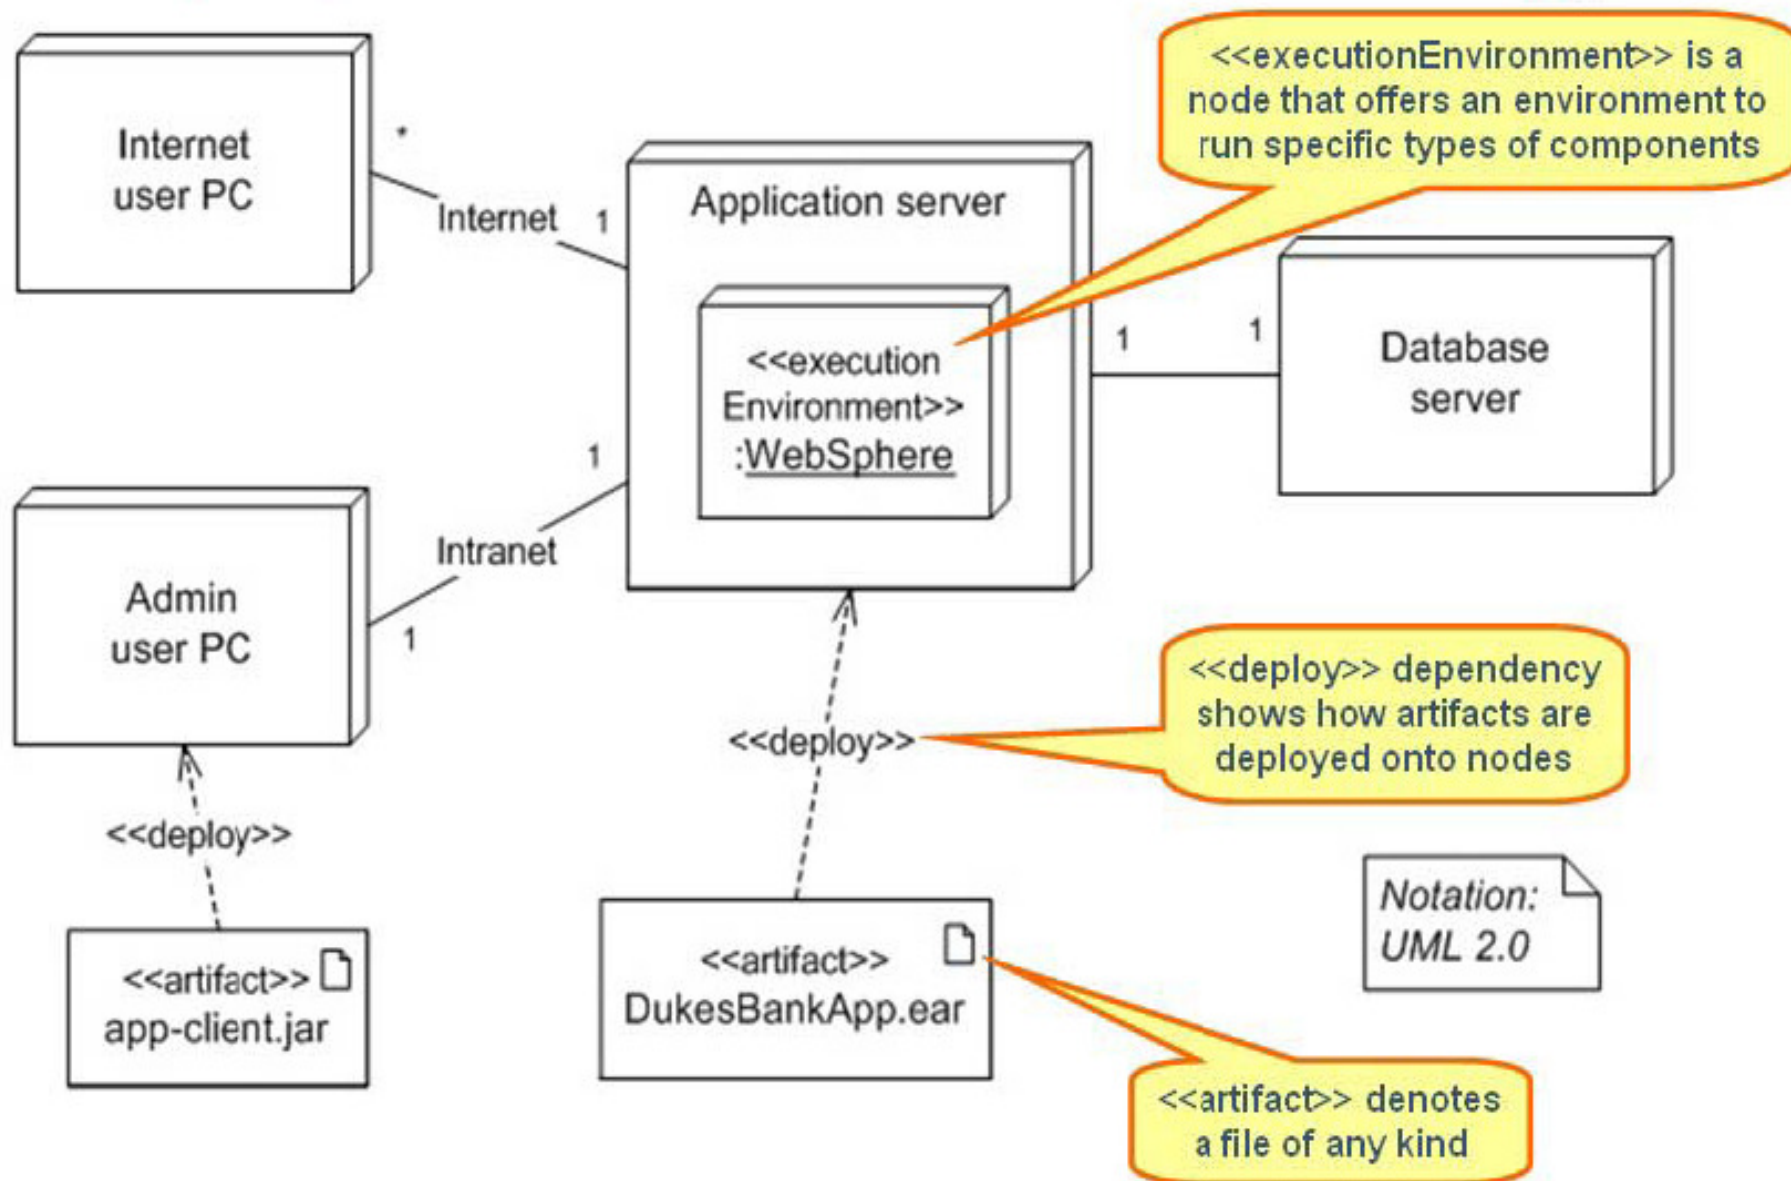 Internet
user PC
*
Internet
1
Application server
<<execution
Environment>>
:WebSphere
<<executionEnvironment>> is a
node that offers an environment to
run specific types of components
1
1
Database
server
Admin
user PC
1
Intranet
1
<<deploy>>
<<deploy>>
<<deploy>> dependency
shows how artifacts are
deployed onto nodes
<<artifact>>
app-client.jar
<<artifact>>
DukesBankApp.ear
Notation:
UML 2.0
<<artifact>> denotes
a file of any kind